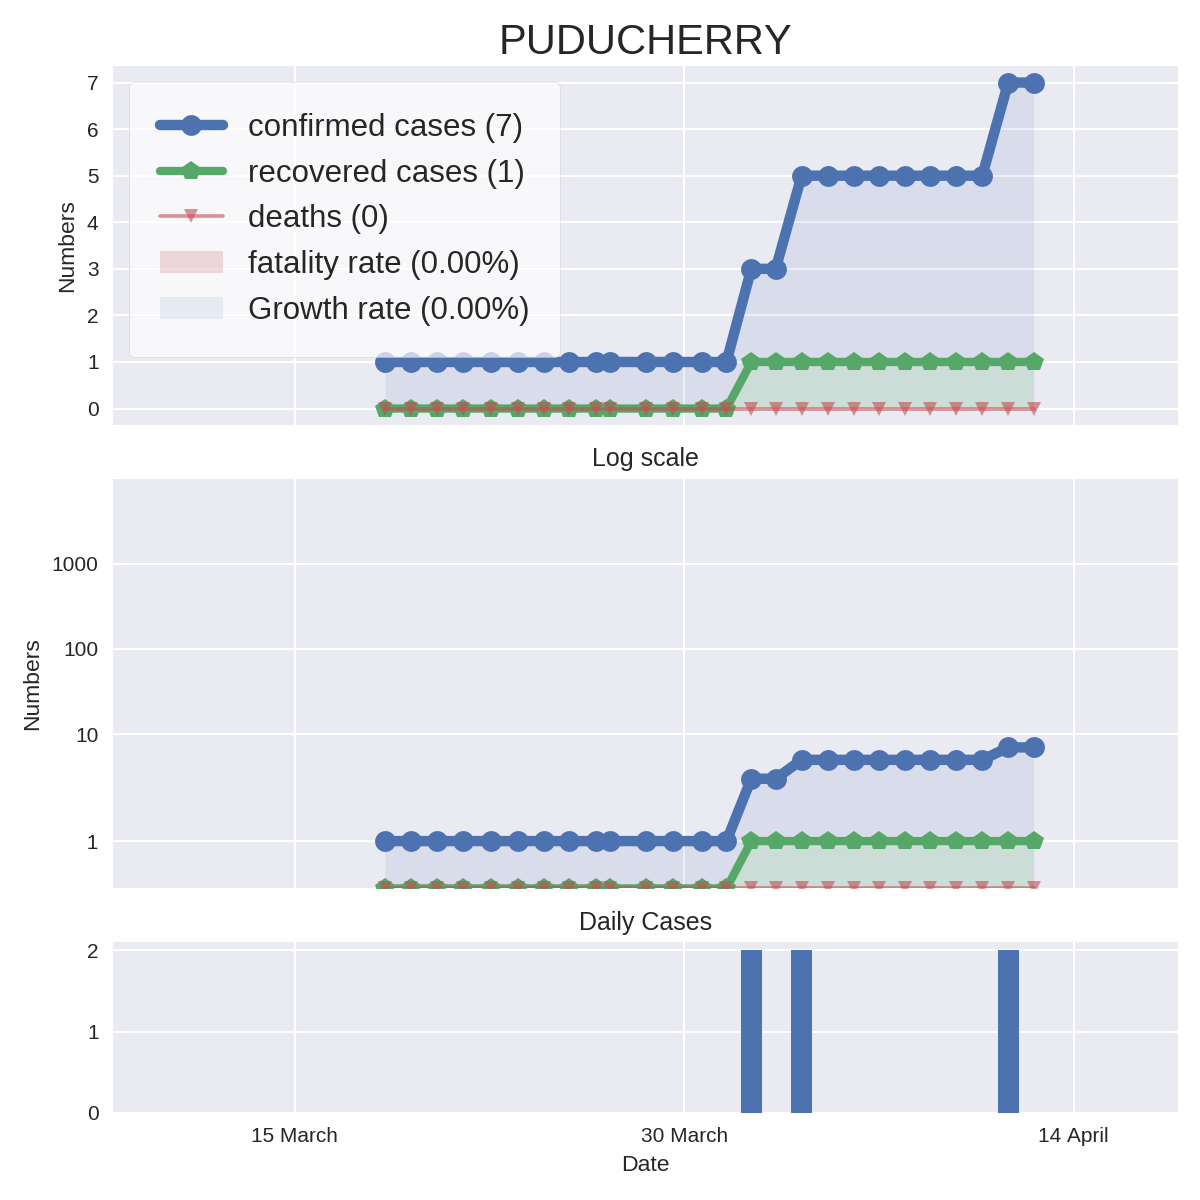 PUDUCHERRY
7
6
5
4
3
2
1
0
Numbers
confirmed cases (7)
recovered cases (1)
deaths (0)
fatality rate (0.00%)
Growth rate (0.00%)
Log scale
1000
100
10
1
Numbers
Daily Cases
2
1
0
15 March 30 March 14 April
Date